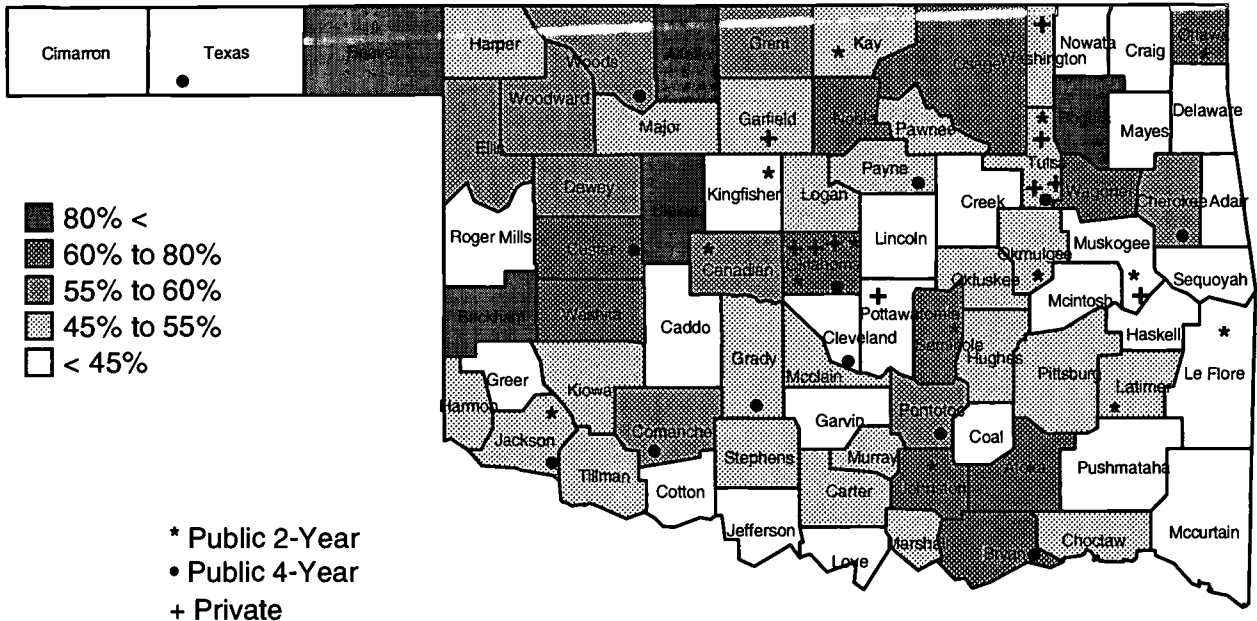 Cimarron
Texas
Beaver
Harper
Woods
Alfalfa
Grant
Kay
Osage
Washington
Nowata
Craig
Ottawa
Woodward
Ellis
Major
Garfield
Noble
Pawnee
Rogers
Mayes
Delaware
Dewey
Blaine
Kingfisher
Logan
Payne
Creek
Tulsa
Wagoner
Cherokee
Adair
80% <
60% to 80%
55% to 60%
45% to 55%
< 45%
Roger Mills
Custer
Canadian
Oklahoma
Lincoln
Okmulgee
Muskogee
Okfuskee
Mcintosh
Sequoyah
Beckham
Washita
Caddo
Grady
Cleveland
Pottawatomie
Seminole
Hughes
Pittsburg
Haskell
Latimer
Le Flore
Greer
Kiowa
Mcclain
Harmon
Jackson
Comanche
Garvin
Pontotoc
Coal
Tillman
Cotton
Stephens
Murray
Carter
Johnston
Atoka
Pushmataha
Jefferson
Love
Marshall
Bryan
Choctaw
Mccurtain
* Public 2-Year
• Public 4-Year
+ Private